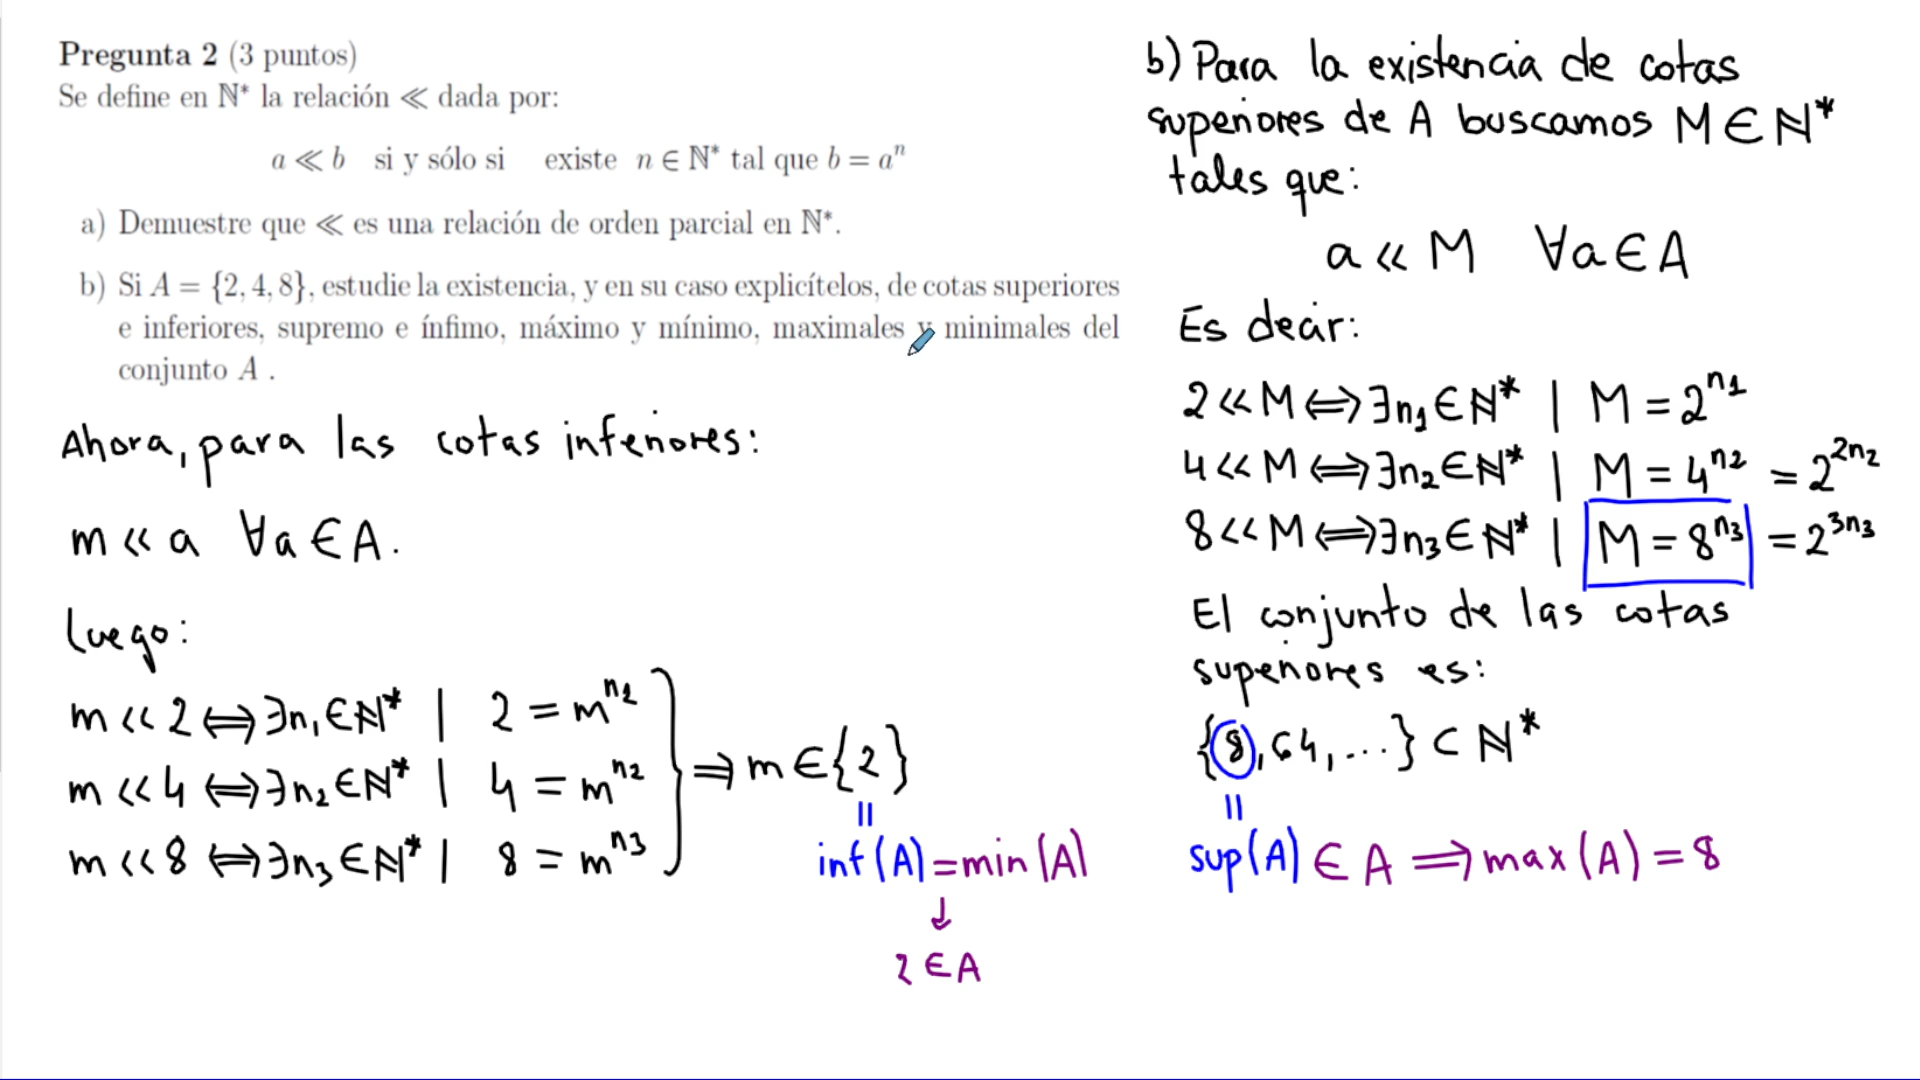 Pregunta 2 (3 puntos)
Se define en ℕ* la relación ≪ dada por:
a ≪ b si y sólo si existe n ∈ ℕ* tal que b = aⁿ
a) Demuestre que ≪ es una relación de orden parcial en ℕ*.
b) Si A = {2, 4, 8}, estudie la existencia, y en su caso explicítelos, de cotas superiores
e inferiores, supremo e ínfimo, máximo y mínimo, maximales y minimales del
conjunto A .
Ahora, para las cotas inferiores:
m ≪ a ∀a ∈ A.
Luego:
m ≪ 2 ⟺ ∃n₁ ∈ ℕ* | 2 = m^n₁
m ≪ 4 ⟺ ∃n₂ ∈ ℕ* | 4 = m^n₂
m ≪ 8 ⟺ ∃n₃ ∈ ℕ* | 8 = m^n₃
⟹ m ∈ {2}
=
inf(A) = min(A)
↓
2 ∈ A
b) Para la existencia de cotas
superiores de A buscamos M ∈ ℕ*
tales que:
a ≪ M ∀a ∈ A
Es decir:
2 ≪ M ⟺ ∃n₁ ∈ ℕ* | M = 2^n₁
4 ≪ M ⟺ ∃n₂ ∈ ℕ* | M = 4^n₂ = 2^2n₂
8 ≪ M ⟺ ∃n₃ ∈ ℕ* | M = 8^n₃ = 2^3n₃
El conjunto de las cotas
superiores es:
{8, 64, ...} ⊂ ℕ*
=
sup(A) ∈ A ⟹ max(A) = 8